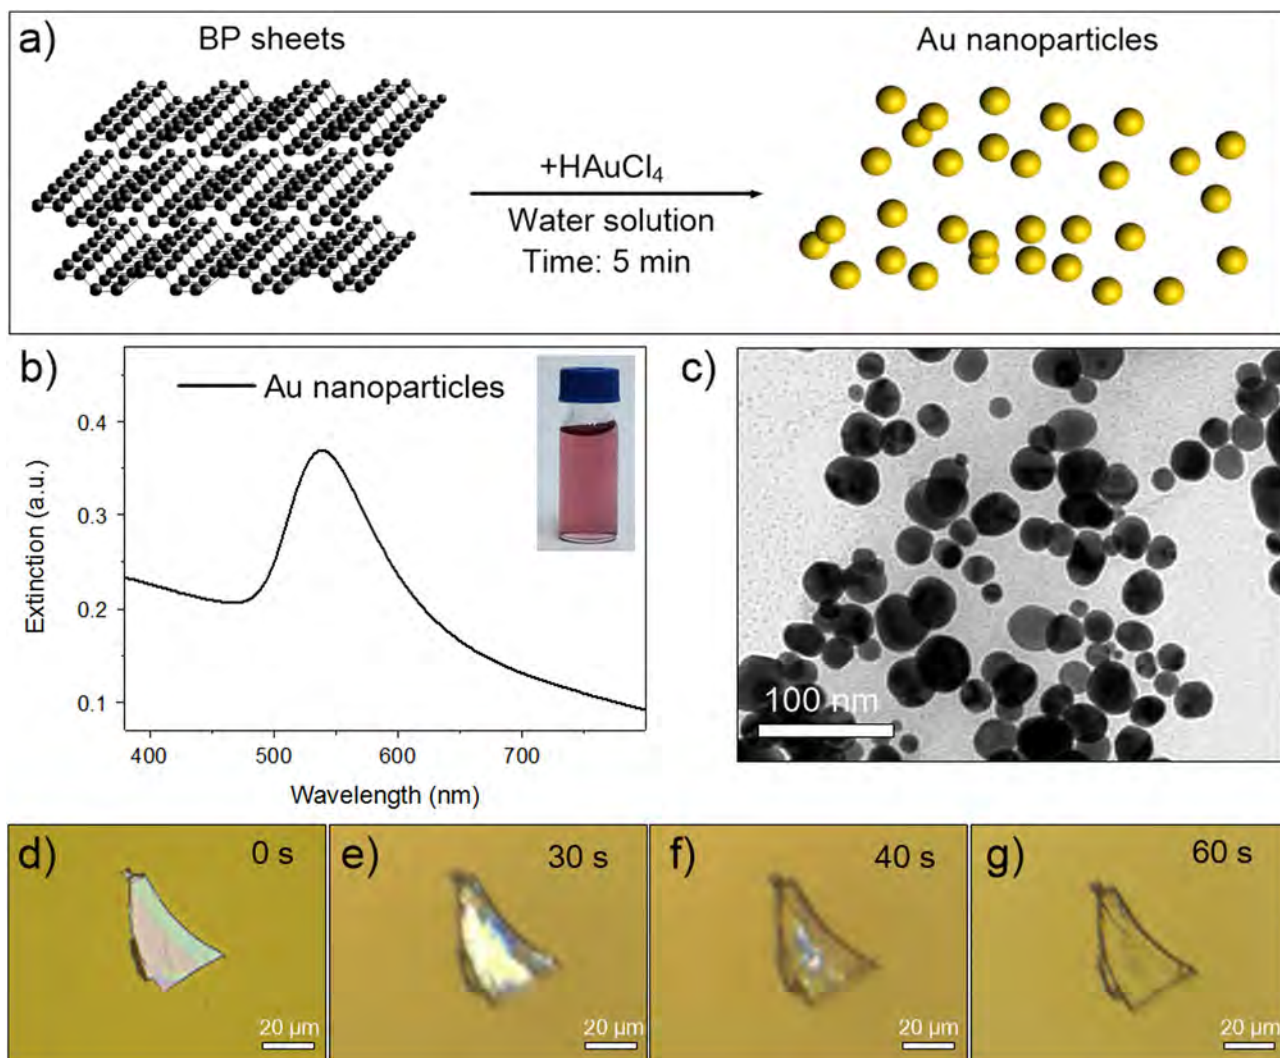 a)
BP sheets
Au nanoparticles
+HAuCl₄
Water solution
Time: 5 min
b)
Au nanoparticles
0.4
0.3
0.2
0.1
Extinction (a.u.)
400
500
600
700
Wavelength (nm)
c)
100 nm
d)
0 s
20 µm
e)
30 s
20 µm
f)
40 s
20 µm
g)
60 s
20 µm